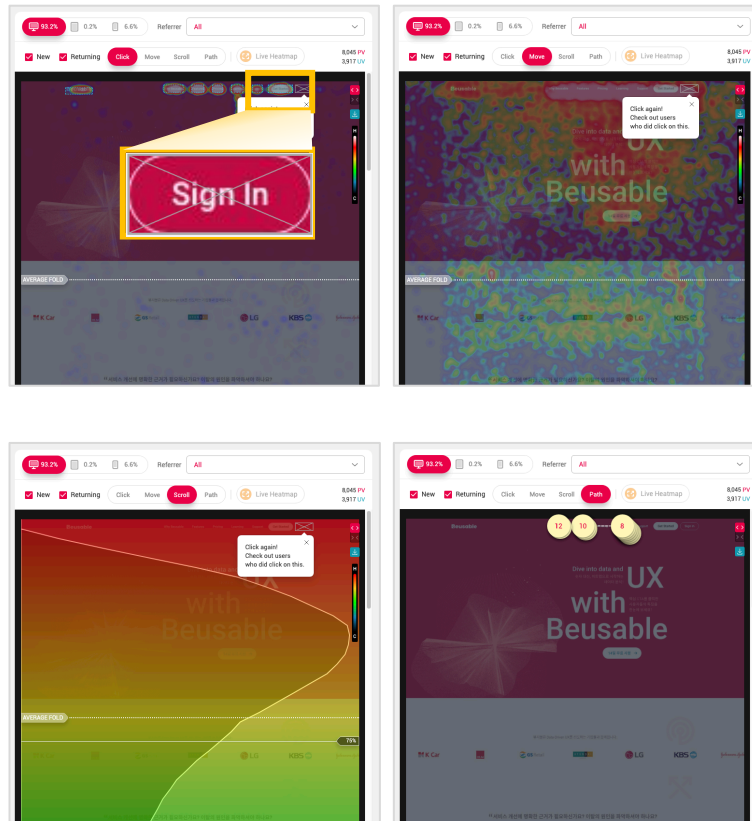 93.2% 0.2% 6.6% Referrer All
New Returning Click Move Scroll Path Live Heatmap 8,045 PV
3,917 UV
H
Sign In
C
AVERAGE FOLD
K Car LG KBS
93.2% 0.2% 6.6% Referrer All
New Returning Click Move Scroll Path Live Heatmap 8,045 PV
3,917 UV
Beusable
Click again!
Check out users
who did click on this.
H
Dive into data and
UX
with
Beusable
C
AVERAGE FOLD
K Car LG KBS
93.2% 0.2% 6.6% Referrer All
New Returning Click Move Scroll Path Live Heatmap 8,045 PV
3,917 UV
Beusable
Click again!
Check out users
who did click on this.
H
UX
with
Beusable
C
AVERAGE FOLD
75%
K Car LG KBS
93.2% 0.2% 6.6% Referrer All
New Returning Click Move Scroll Path Live Heatmap 8,045 PV
3,917 UV
Beusable 12 10 8
Dive into data and
UX
with
Beusable
K Car LG KBS